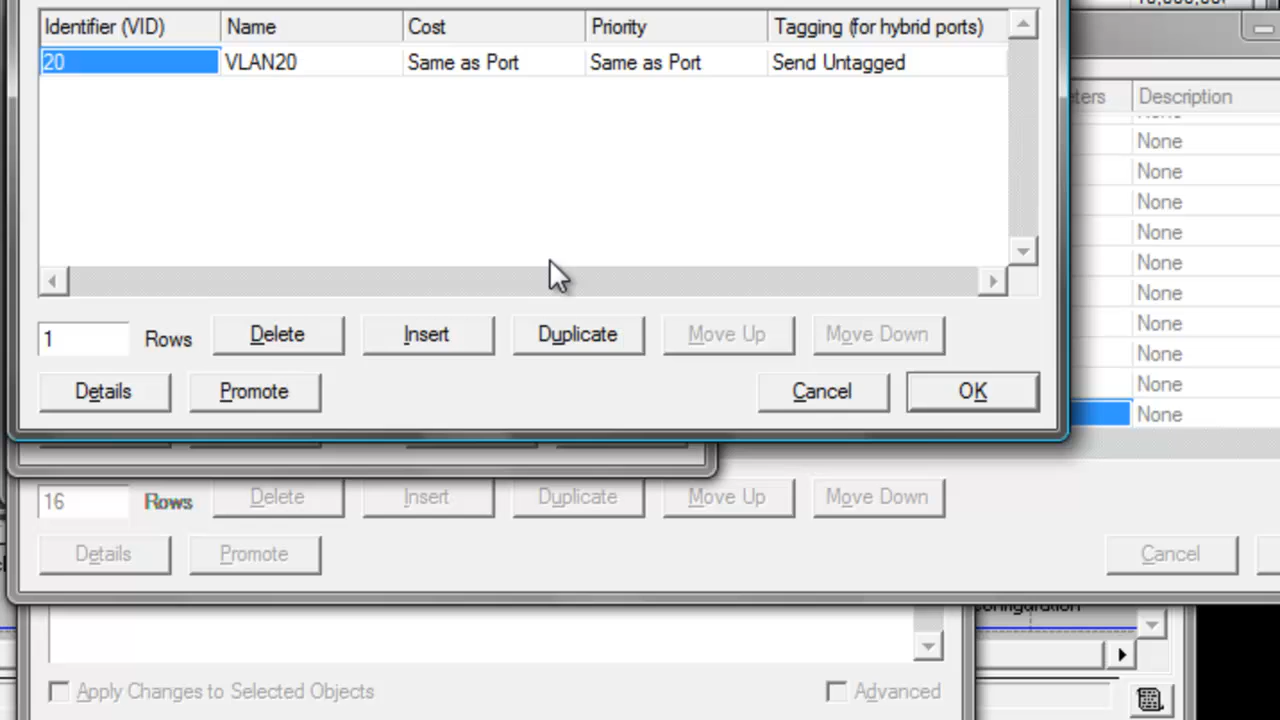 Identifier (VID) Name Cost Priority Tagging (for hybrid ports)
20 VLAN20 Same as Port Same as Port Send Untagged
Description
None
None
None
None
None
None
None
None
None
None
1 Rows Delete Insert Duplicate Move Up Move Down
Details Promote Cancel OK
16 Rows Delete Insert Duplicate Move Up Move Down
Details Promote Cancel
Apply Changes to Selected Objects Advanced